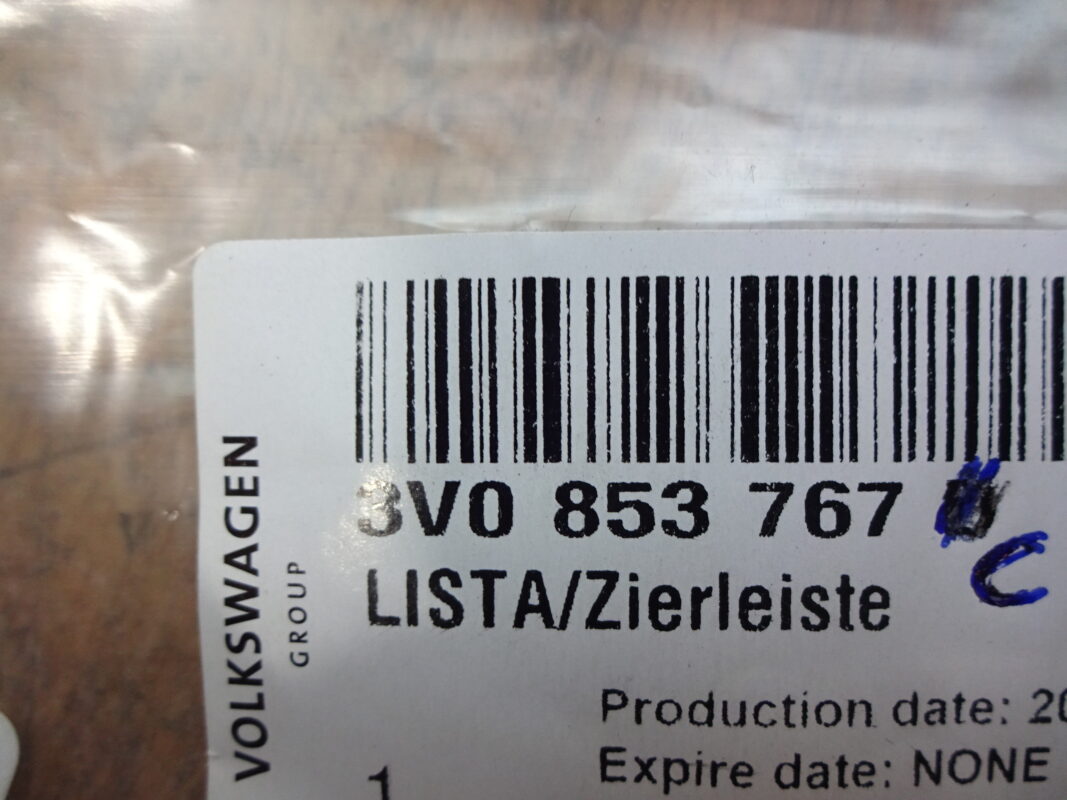 3V0 853 767
C
LISTA/Zierleiste
Production date: 20
Expire date: NONE
1
VOLKSWAGEN
GROUP